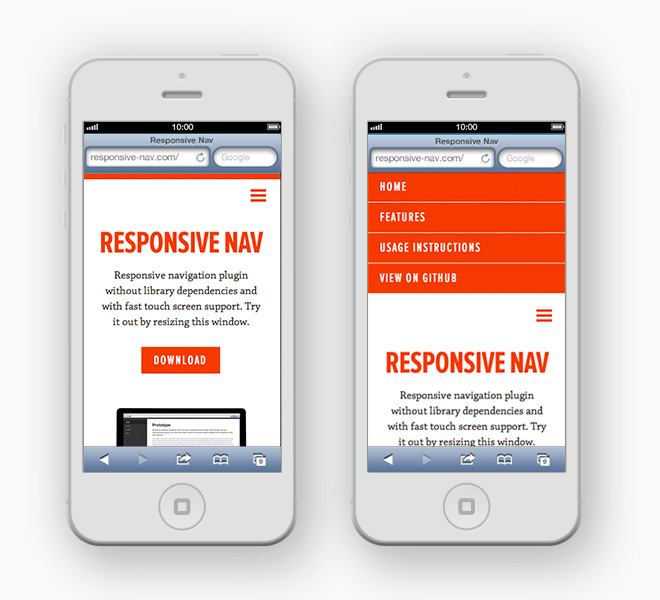 10:00
Responsive Nav
responsive-nav.com/
Google
RESPONSIVE NAV
Responsive navigation plugin
without library dependencies and
with fast touch screen support. Try
it out by resizing this window.
DOWNLOAD
Prototype
10:00
Responsive Nav
responsive-nav.com/
Google
HOME
FEATURES
USAGE INSTRUCTIONS
VIEW ON GITHUB
RESPONSIVE NAV
Responsive navigation plugin
without library dependencies and
with fast touch screen support. Try
it out by resizing this window.